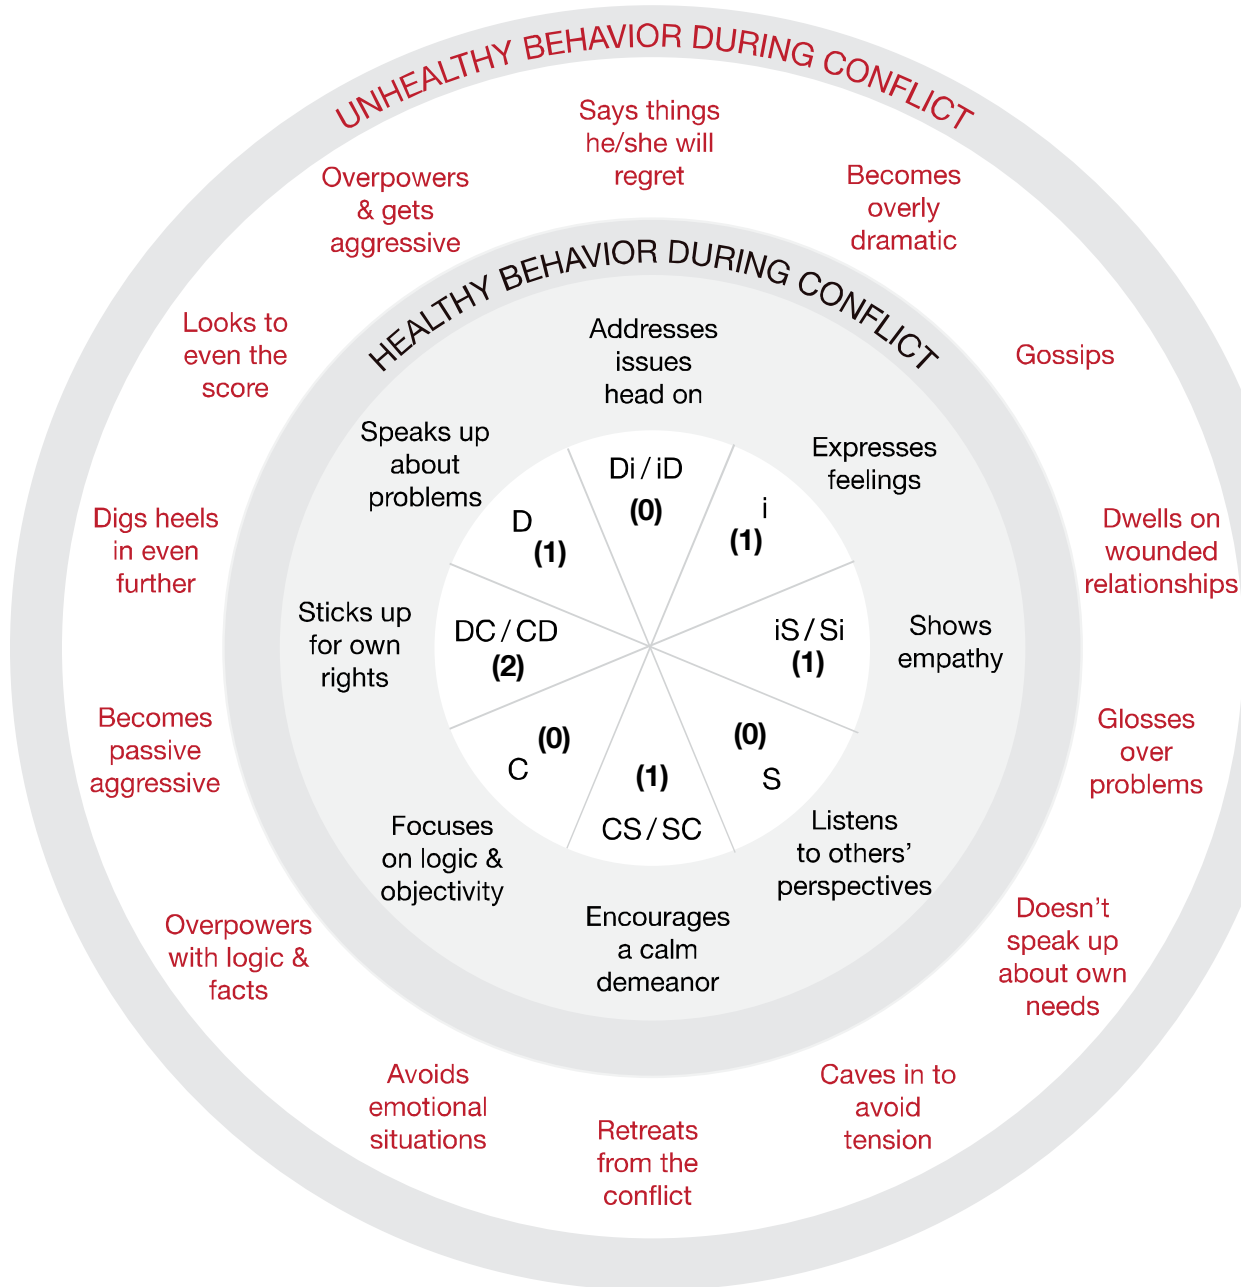 UNHEALTHY BEHAVIOR DURING CONFLICT
Says things
he/she will
regret
Becomes
overly
dramatic
Gossips
Dwells on
wounded
relationships
Glosses
over
problems
Doesn't
speak up
about own
needs
Caves in to
avoid
tension
Retreats
from the
conflict
Avoids
emotional
situations
Overpowers
with logic &
facts
Becomes
passive
aggressive
Digs heels
in even
further
Looks to
even the
score
Overpowers
& gets
aggressive
HEALTHY BEHAVIOR DURING CONFLICT
Addresses
issues
head on
Expresses
feelings
Shows
empathy
Listens
to others'
perspectives
Encourages
a calm
demeanor
Focuses
on logic &
objectivity
Sticks up
for own
rights
Speaks up
about
problems
Di / iD
(0)
i
(1)
iS / Si
(1)
(0)
S
(1)
CS / SC
(0)
C
DC / CD
(2)
D
(1)